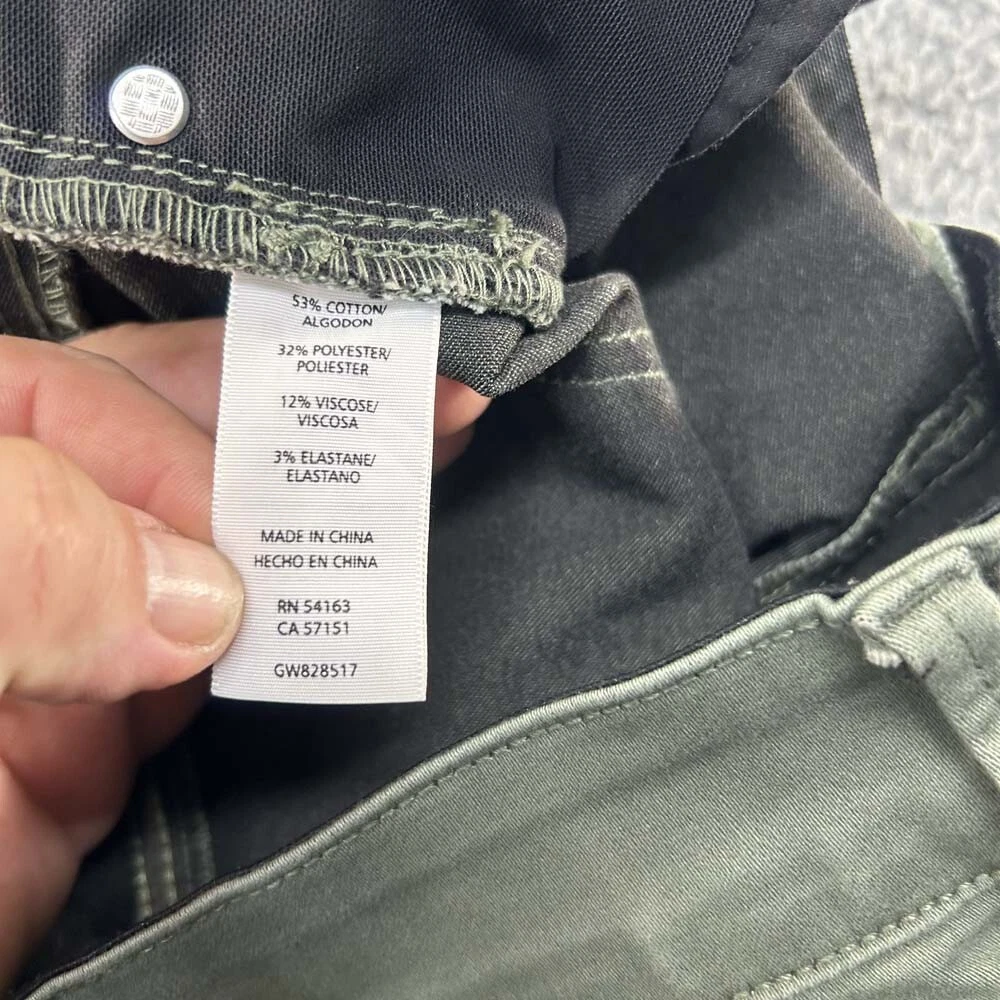 53% COTTON/
ALGODON
32% POLYESTER/
POLIESTER
12% VISCOSE/
VISCOSA
3% ELASTANE/
ELASTANO
MADE IN CHINA
HECHO EN CHINA
RN 54163
CA 57151
GW828517